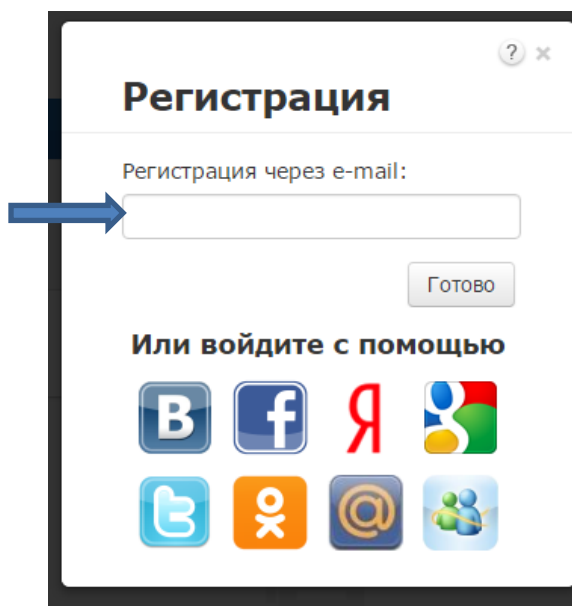 ?
Регистрация
Регистрация через e-mail:
Готово
Или войдите с помощью